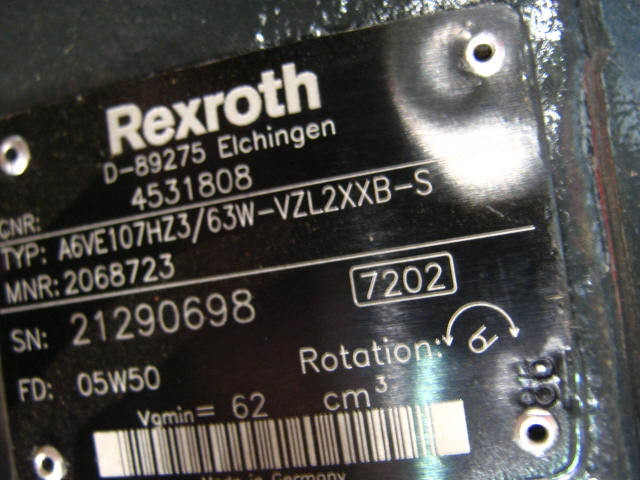 Rexroth
D-89275 Elchingen
CNR: 4531808
TYP: A6VE107HZ3/63W-VZL2XXB-S
MNR: 2068723
7202
SN: 21290698
Rotation:
FD: 05W50
Vgmin= 62 cm³
86
Made in Germany